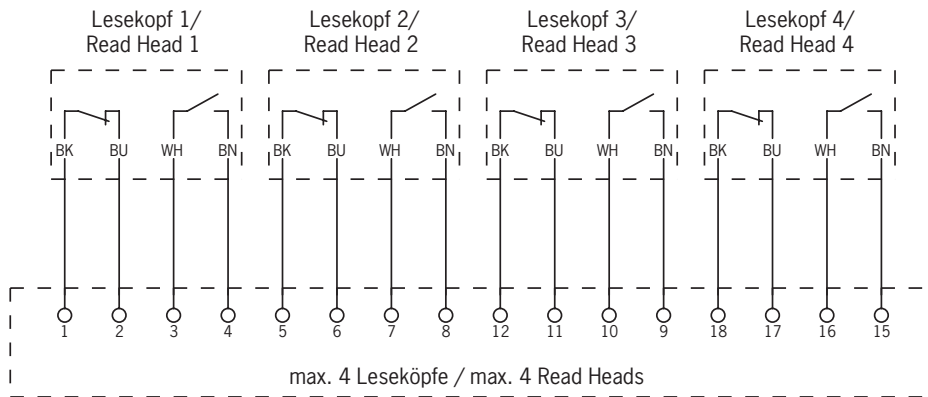 Lesekopf 1/ Lesekopf 2/ Lesekopf 3/ Lesekopf 4/
Read Head 1 Read Head 2 Read Head 3 Read Head 4
BK BU WH BN BK BU WH BN BK BU WH BN BK BU WH BN
1 2 3 4 5 6 7 8 12 11 10 9 18 17 16 15
max. 4 Leseköpfe / max. 4 Read Heads